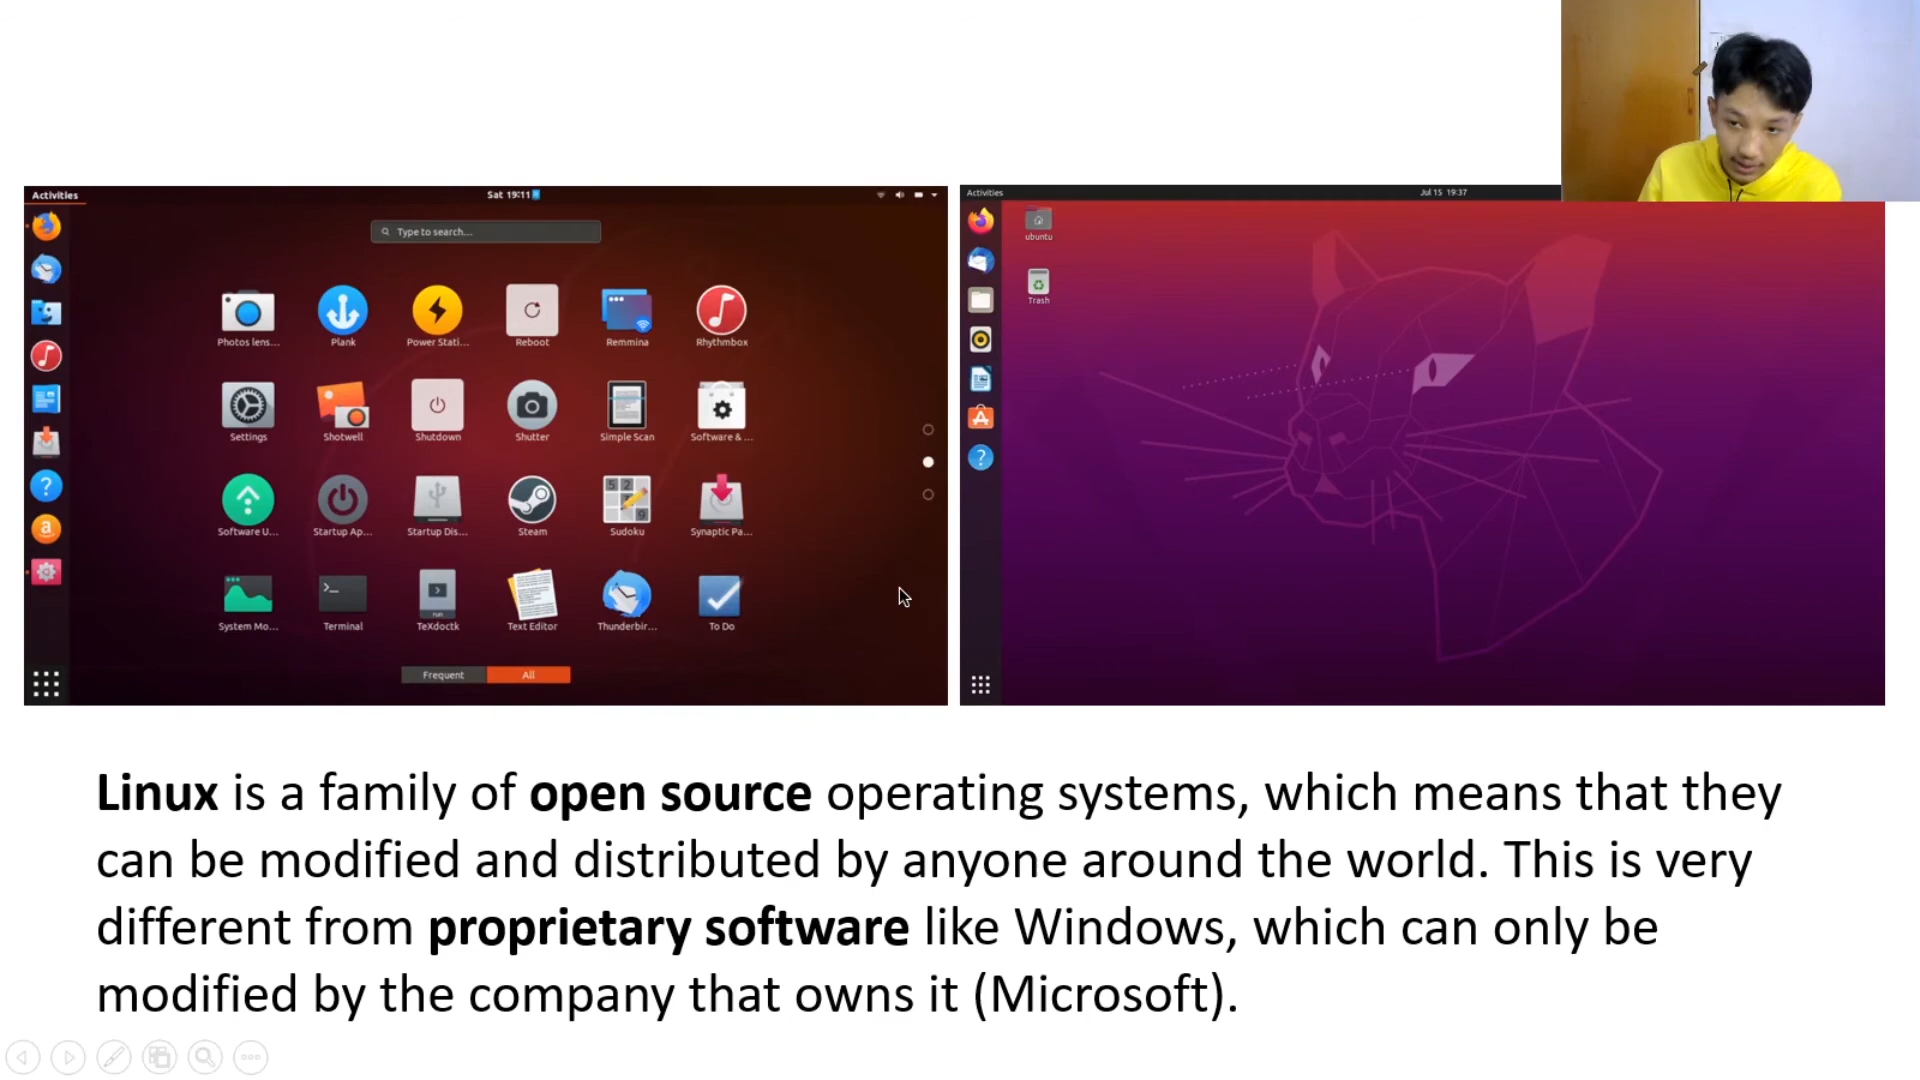 Activities
Sat 19:11
Type to search...
Photos lens...
Plank
Power Stati...
Reboot
Remmina
Rhythmbox
Settings
Shotwell
Shutdown
Shutter
Simple Scan
Software & ...
Software U...
Startup Ap...
Startup Dis...
Steam
Sudoku
Synaptic Pa...
System Mo...
Terminal
TeXdoctk
Text Editor
Thunderbir...
To Do
Frequent
All
Activities
Jul 15 19:37
ubuntu
Trash
Linux is a family of open source operating systems, which means that they
can be modified and distributed by anyone around the world. This is very
different from proprietary software like Windows, which can only be
modified by the company that owns it (Microsoft).